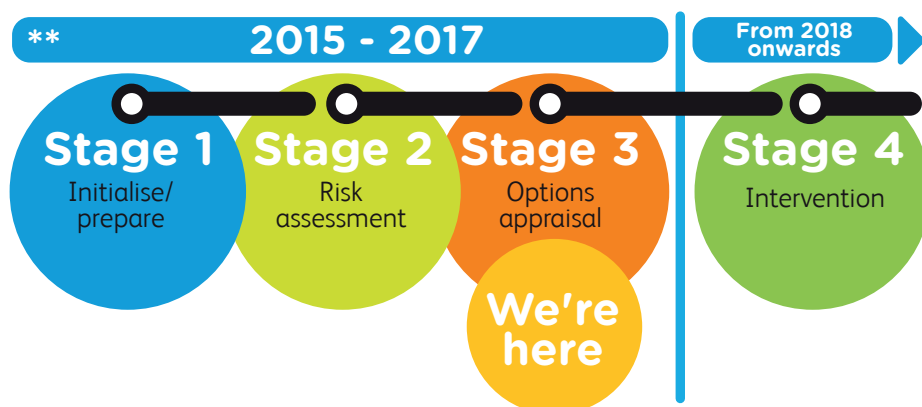 ** 2015 - 2017
From 2018
onwards
Stage 1
Initialise/
prepare
Stage 2
Risk
assessment
Stage 3
Options
appraisal
We're
here
Stage 4
Intervention